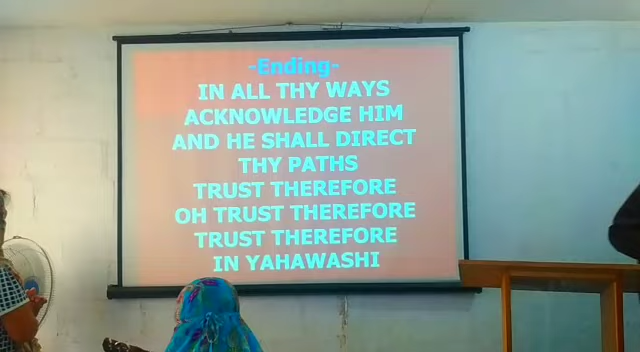 -Ending-
IN ALL THY WAYS
ACKNOWLEDGE HIM
AND HE SHALL DIRECT
THY PATHS
TRUST THEREFORE
OH TRUST THEREFORE
TRUST THEREFORE
IN YAHAWASHI